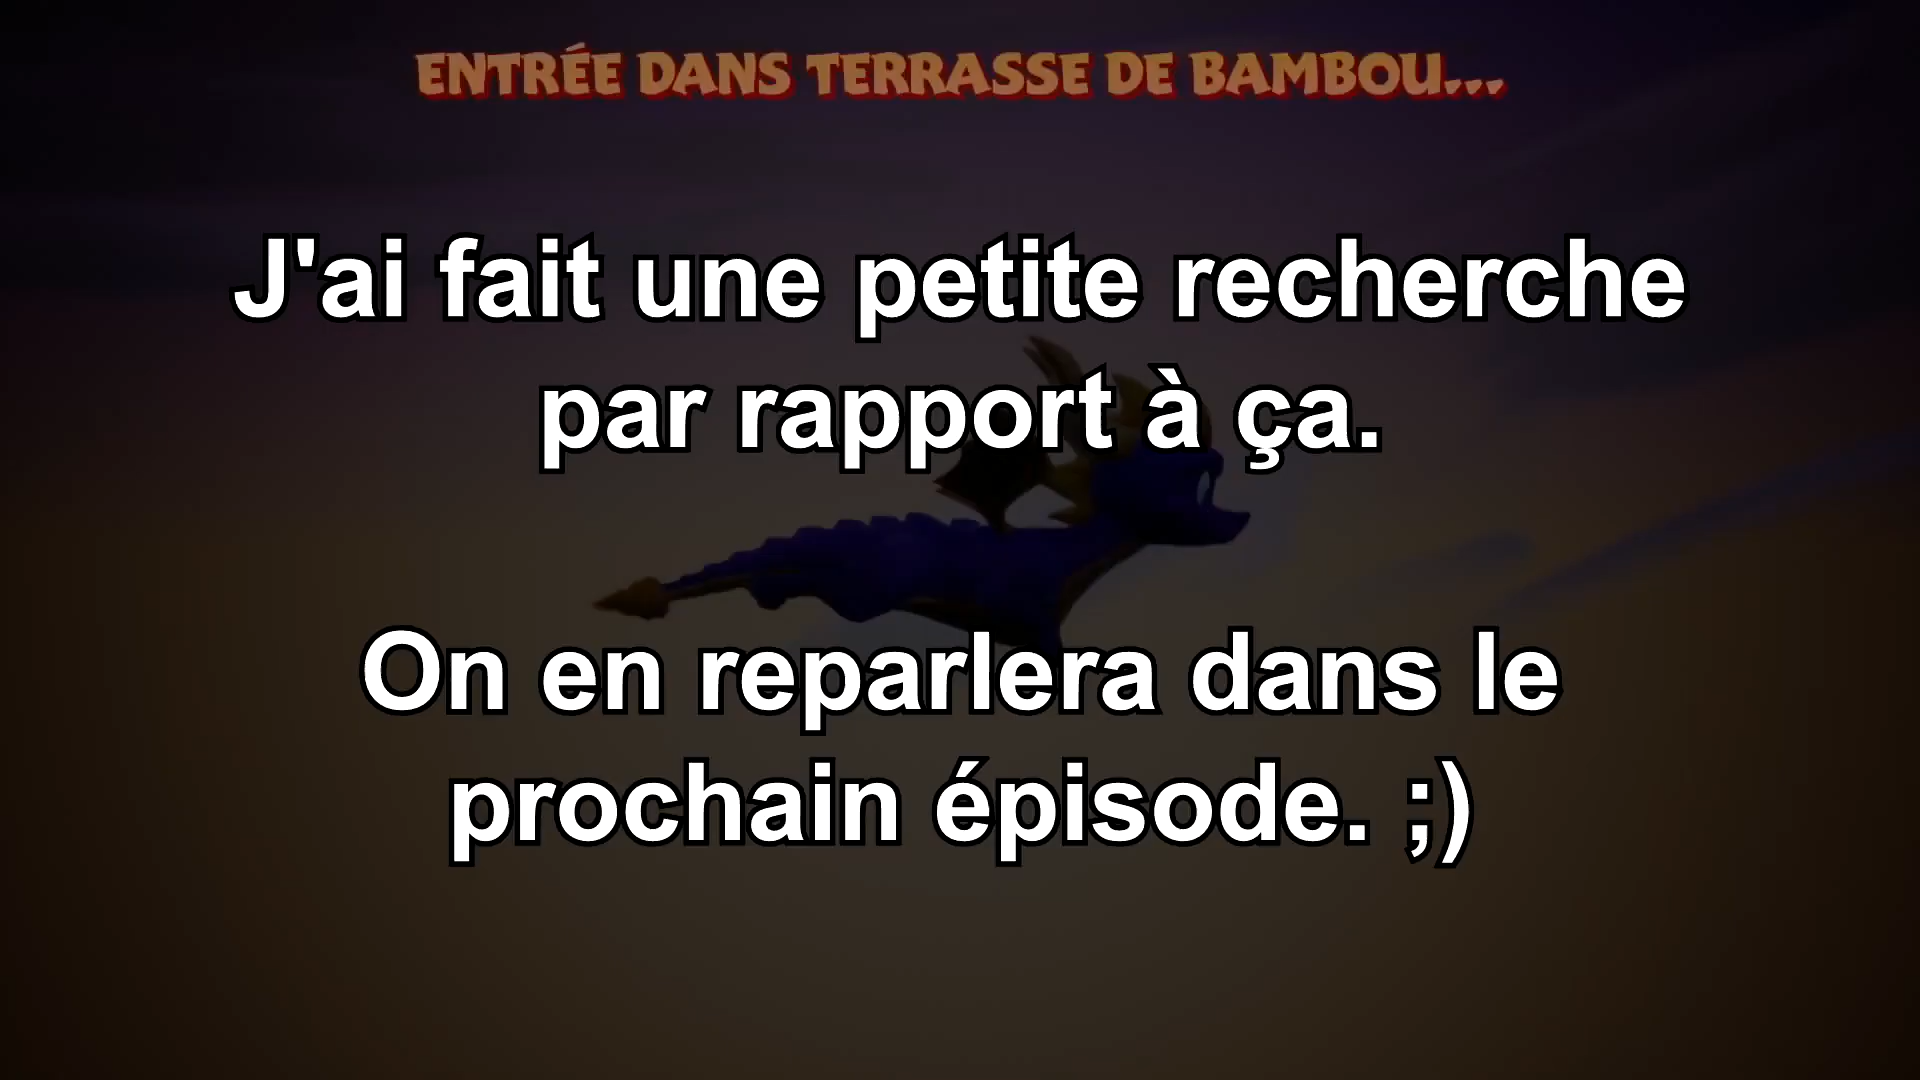 ENTRÉE DANS TERRASSE DE BAMBOU...
J'ai fait une petite recherche
par rapport à ça.
On en reparlera dans le
prochain épisode. ;)